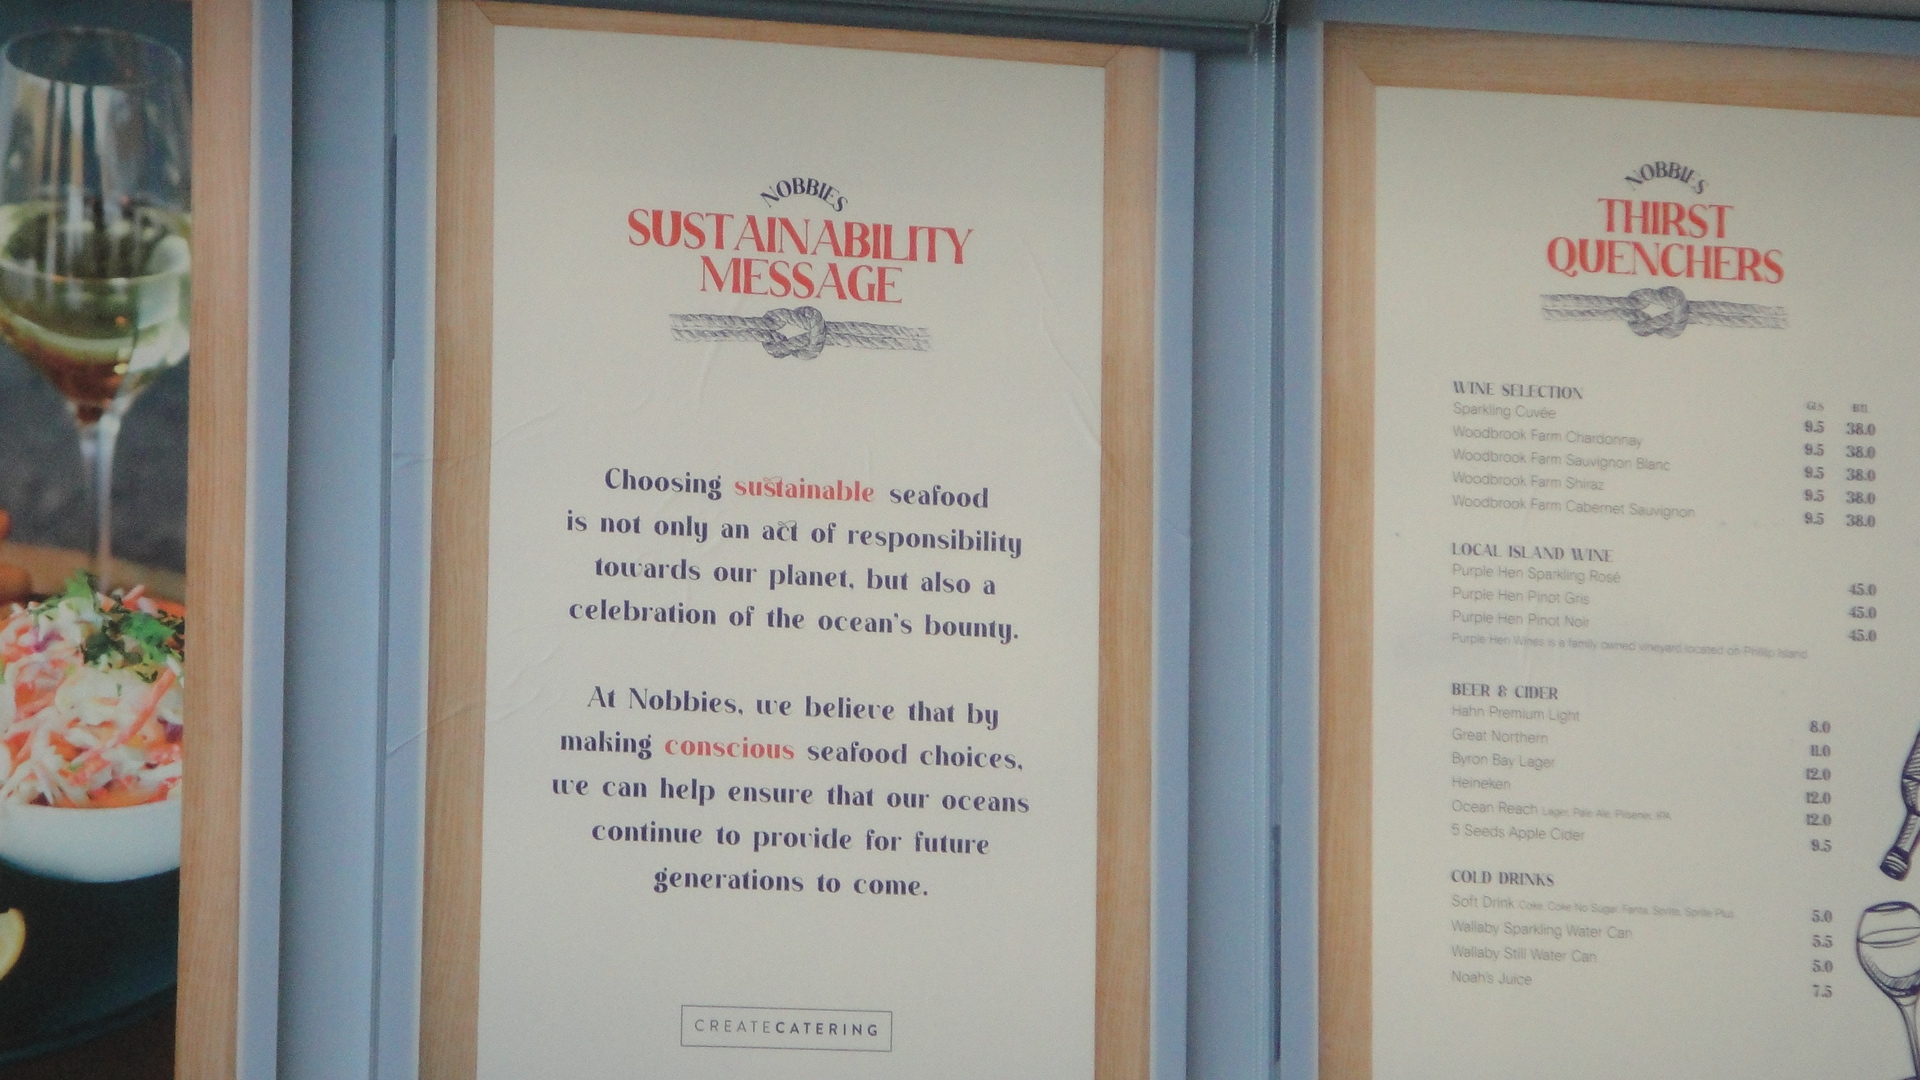 NOBBIES
SUSTAINABILITY
MESSAGE
Choosing sustainable seafood
is not only an act of responsibility
towards our planet, but also a
celebration of the ocean's bounty.
At Nobbies, we believe that by
making conscious seafood choices,
we can help ensure that our oceans
continue to provide for future
generations to come.
CREATECATERING
NOBBIES
THIRST
QUENCHERS
WINE SELECTION
GLS BTL
Sparkling Cuvée 9.5 38.0
Woodbrook Farm Chardonnay 9.5 38.0
Woodbrook Farm Sauvignon Blanc 9.5 38.0
Woodbrook Farm Shiraz 9.5 38.0
Woodbrook Farm Cabernet Sauvignon 9.5 38.0
LOCAL ISLAND WINE
Purple Hen Sparkling Rosé 45.0
Purple Hen Pinot Gris 45.0
Purple Hen Pinot Noir 45.0
Purple Hen Wines is a family owned vineyard located on Phillip Island
BEER & CIDER
Hahn Premium Light 8.0
Great Northern 11.0
Byron Bay Lager 12.0
Heineken 12.0
Ocean Reach Lager, Pale Ale, Pilsener, IPA 12.0
5 Seeds Apple Cider 9.5
COLD DRINKS
Soft Drink Coke, Coke No Sugar, Fanta, Sprite, Sprite Plus 5.0
Wallaby Sparkling Water Can 5.5
Wallaby Still Water Can 5.0
Noah's Juice 7.5